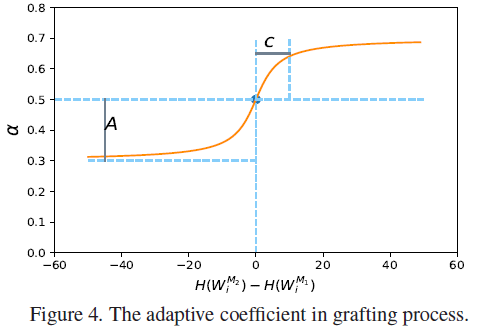 0.8
0.7
0.6
0.5
0.4
0.3
0.2
0.1
0.0
α
A
c
−60 −40 −20 0 20 40 60
H(W_i^{M_2}) − H(W_i^{M_1})
Figure 4. The adaptive coefficient in grafting process.